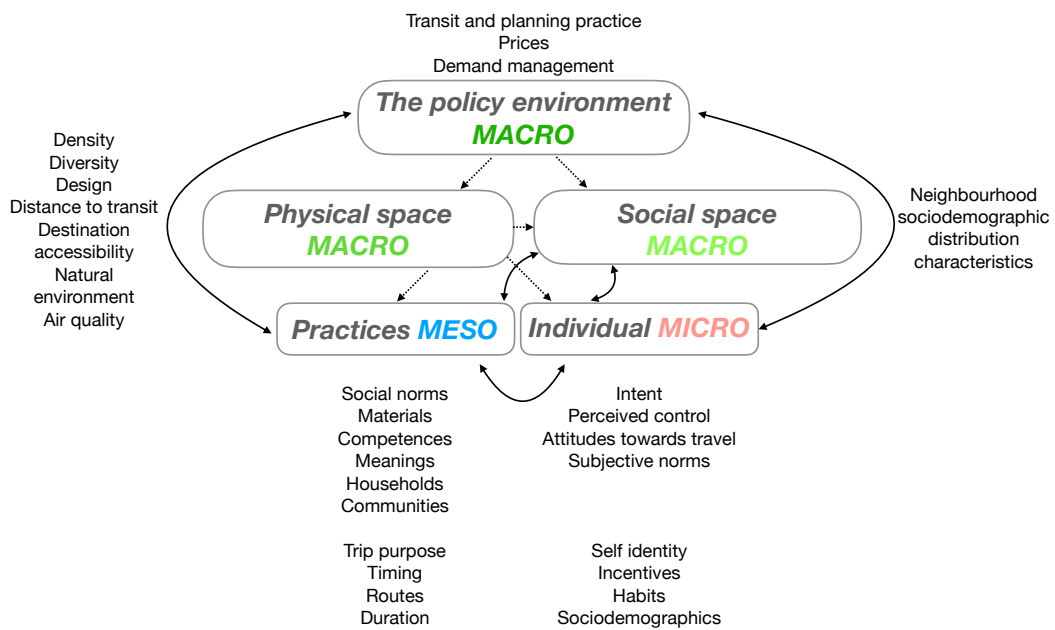 Transit and planning practice
Prices
Demand management
The policy environment
MACRO
Density
Diversity
Design
Distance to transit
Destination
accessibility
Natural
environment
Air quality
Physical space
MACRO
Social space
MACRO
Neighbourhood
sociodemographic
distribution
characteristics
Practices MESO
Individual MICRO
Social norms
Materials
Competences
Meanings
Households
Communities
Intent
Perceived control
Attitudes towards travel
Subjective norms
Trip purpose
Timing
Routes
Duration
Self identity
Incentives
Habits
Sociodemographics